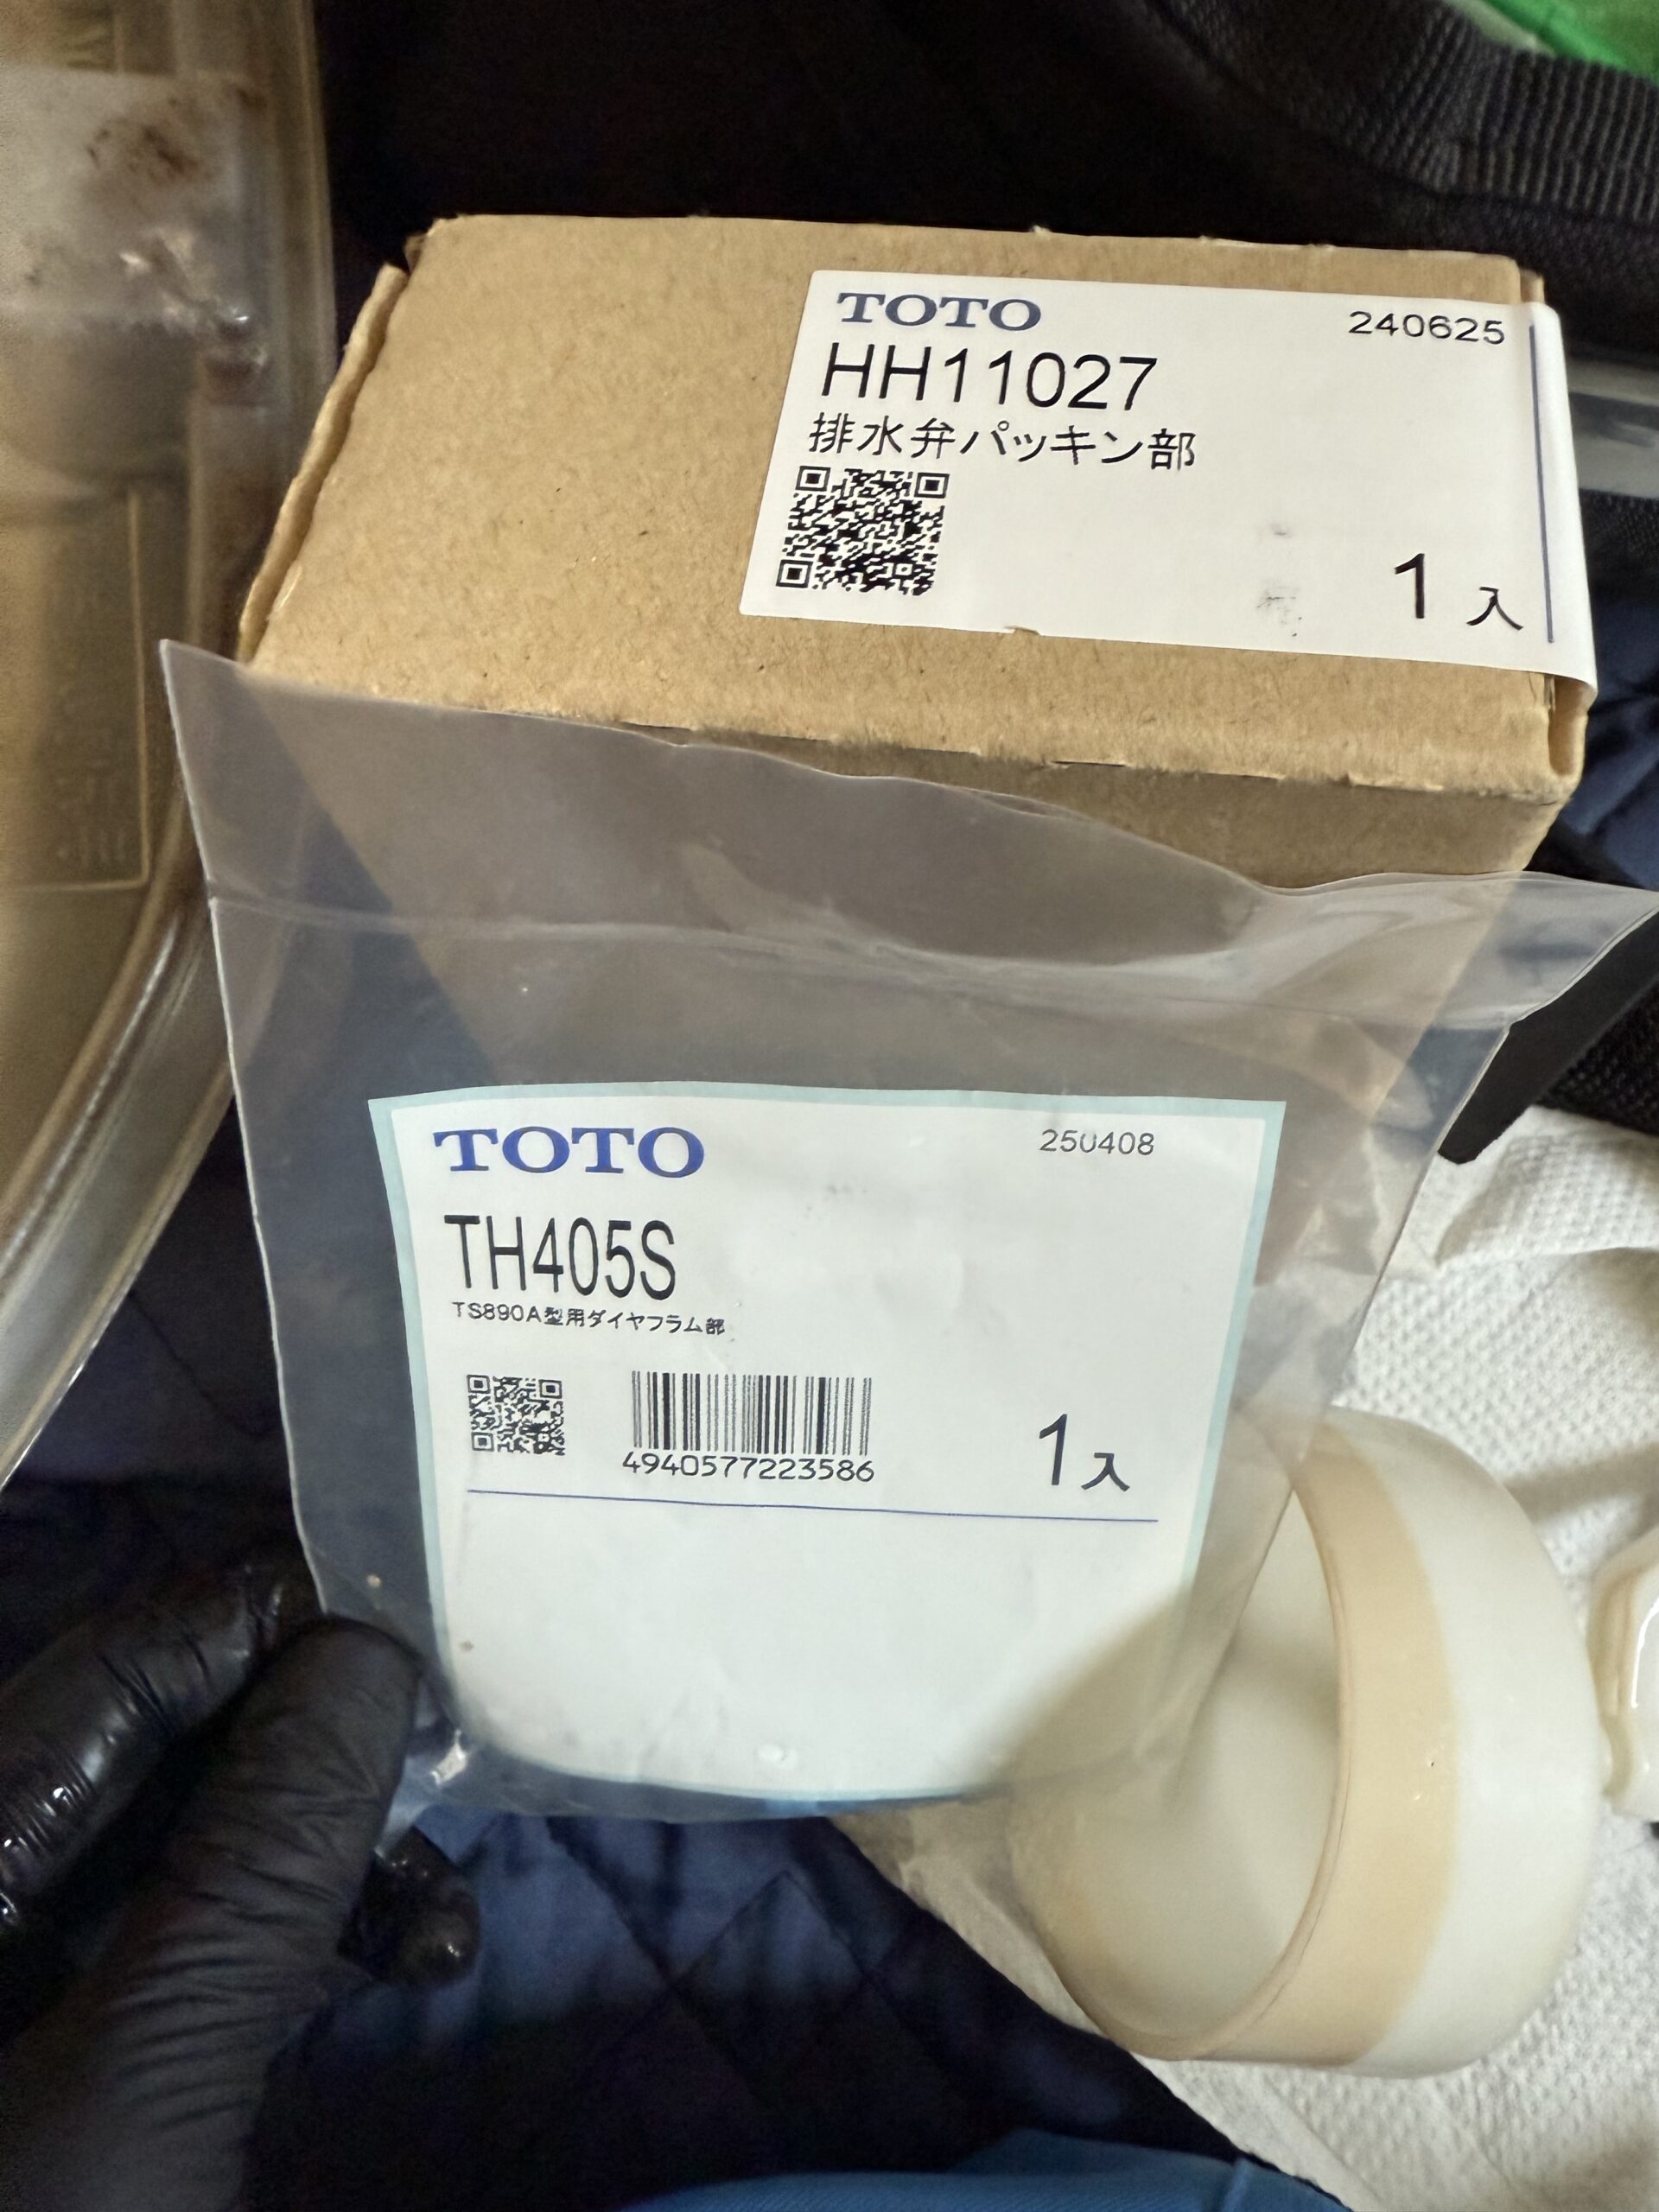 TOTO
240625
HH11027
排水弁パッキン部
1入
TOTO
250408
TH405S
TS890A型用ダイヤフラム部
4940577223586
1入